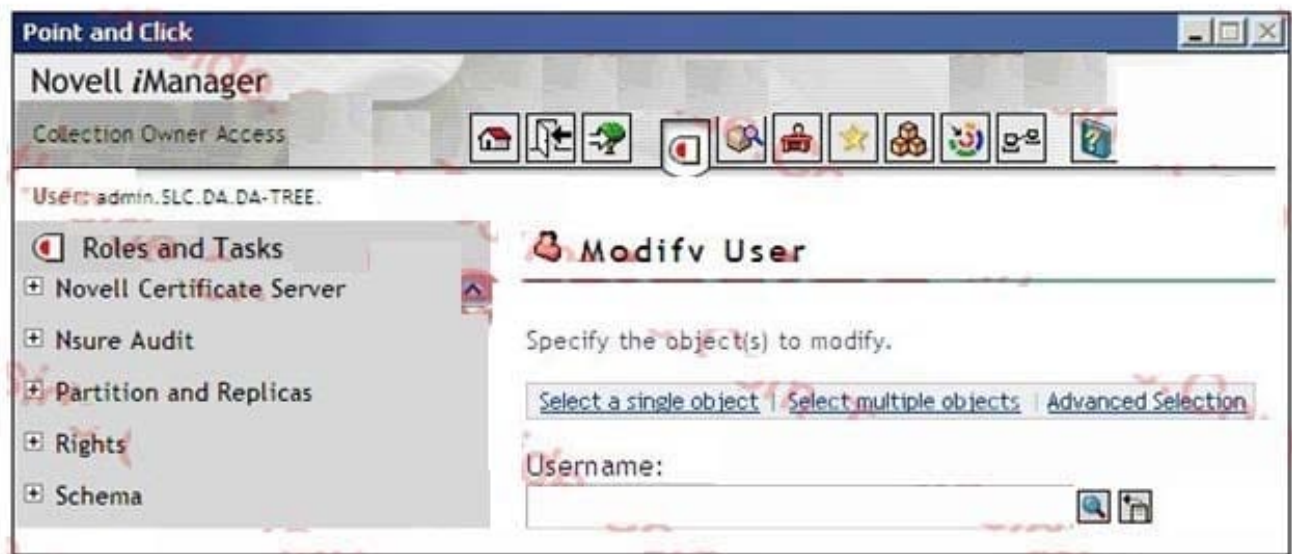 Point and Click
Novell iManager
Collection Owner Access
User: admin.SLC.DA.DA-TREE.
Roles and Tasks
Novell Certificate Server
Nsure Audit
Partition and Replicas
Rights
Schema
Modify User
Specify the object(s) to modify.
Select a single object | Select multiple objects | Advanced Selection
Username: